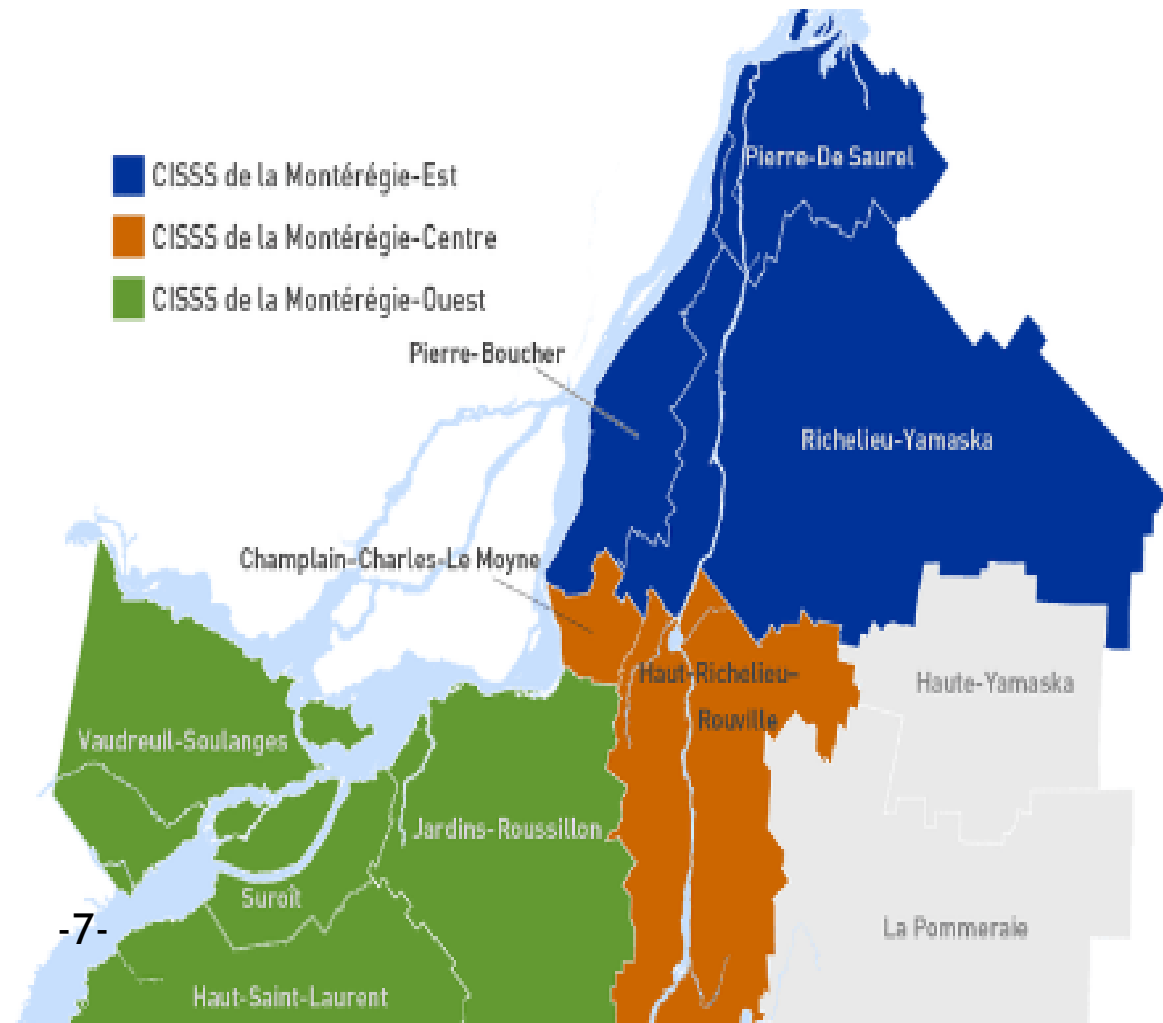 Pierre-De Saurel
CISSS de la Montérégie-Est
CISSS de la Montérégie-Centre
CISSS de la Montérégie-Ouest
Pierre-Boucher
Richelieu-Yamaska
Champlain-Charles-Le Moyne
Haut-Richelieu-
Rouville
Haute-Yamaska
Vaudreuil-Soulanges
Jardins-Roussillon
Suroît
-7-
La Pommeraie
Haut-Saint-Laurent